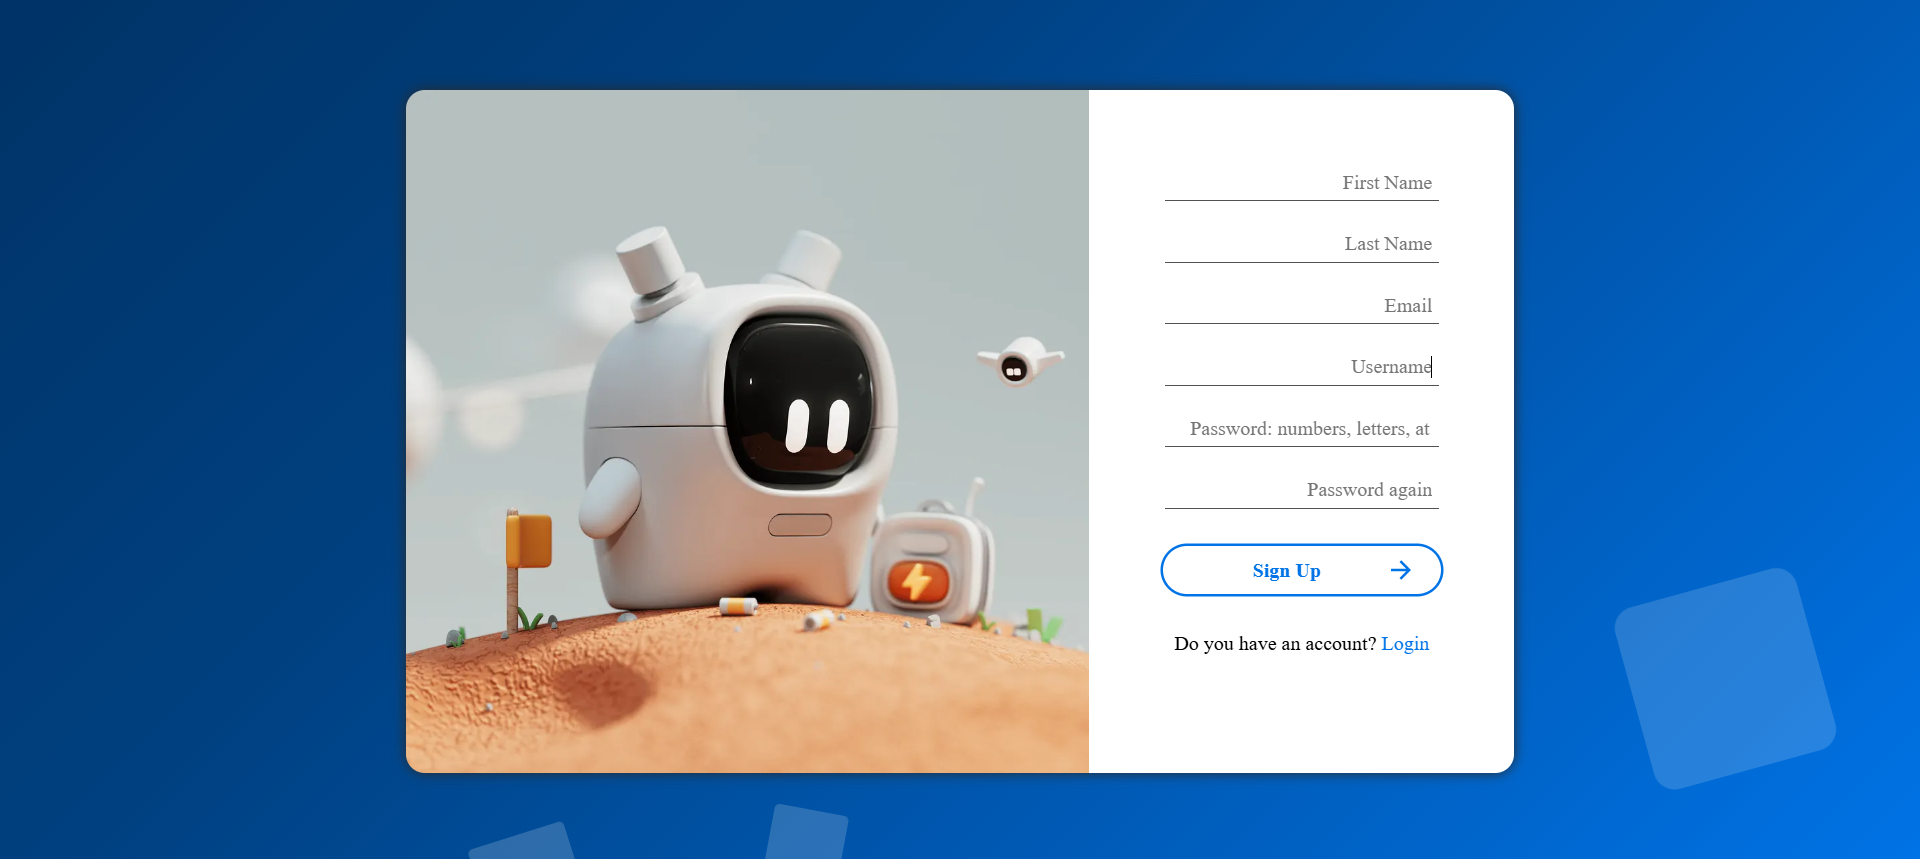 First Name
Last Name
Email
Username
Password: numbers, letters, at
Password again
Sign Up
Do you have an account? Login